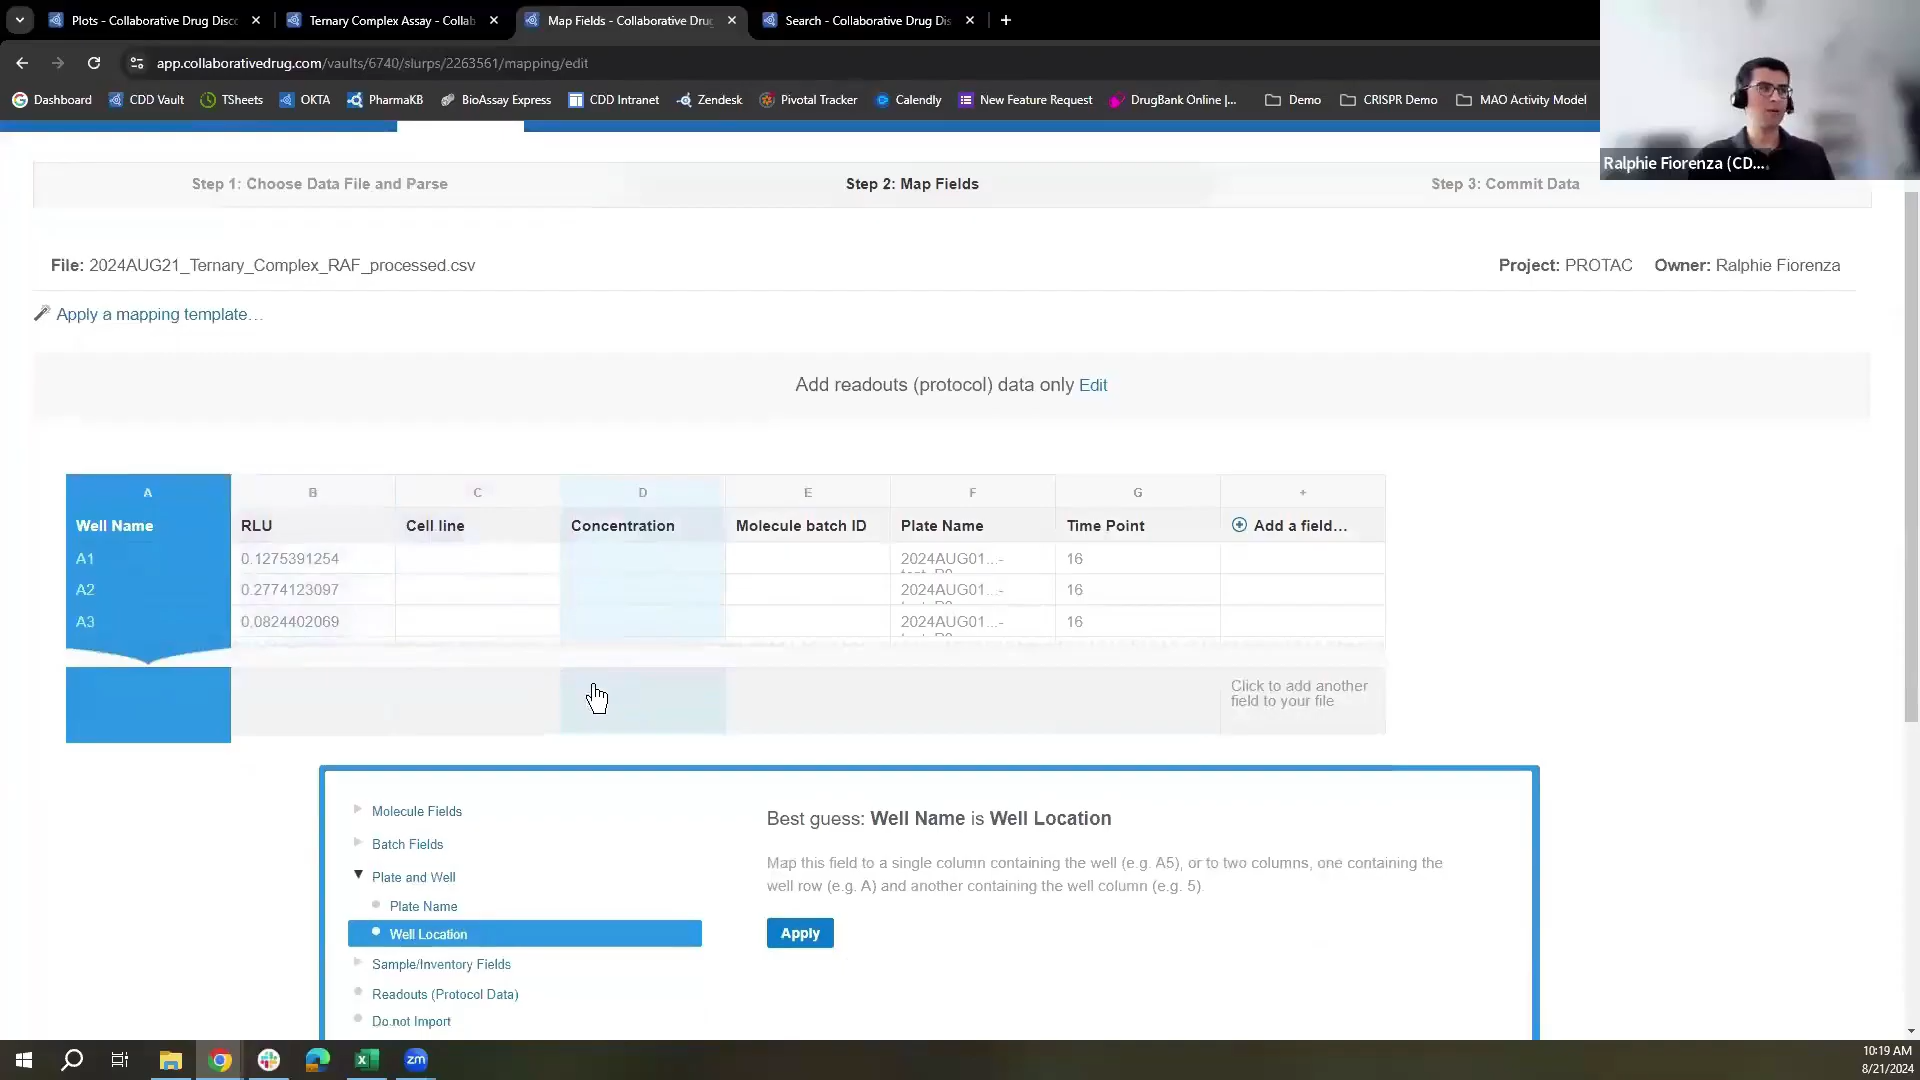 Plots - Collaborative Drug Disc
Ternary Complex Assay - Collab
Map Fields - Collaborative Drug
Search - Collaborative Drug Dis
app.collaborativedrug.com/vaults/6740/slurps/2263561/mapping/edit
Dashboard
CDD Vault
TSheets
OKTA
PharmaKB
BioAssay Express
CDD Intranet
Zendesk
Pivotal Tracker
Calendly
New Feature Request
DrugBank Online |...
Demo
CRISPR Demo
MAO Activity Model
Ralphie Fiorenza (CD...
Step 1: Choose Data File and Parse
Step 2: Map Fields
Step 3: Commit Data
File: 2024AUG21_Ternary_Complex_RAF_processed.csv
Project: PROTAC Owner: Ralphie Fiorenza
Apply a mapping template…
Add readouts (protocol) data only Edit
A B C D E F G +
Well Name RLU Cell line Concentration Molecule batch ID Plate Name Time Point Add a field…
A1 0.1275391254 2024AUG01...- 16
A2 0.2774123097 2024AUG01...- 16
A3 0.0824402069 2024AUG01...- 16
Click to add another
field to your file
Molecule Fields
Batch Fields
Plate and Well
Plate Name
Well Location
Sample/Inventory Fields
Readouts (Protocol Data)
Do not Import
Best guess: Well Name is Well Location
Map this field to a single column containing the well (e.g. A5), or to two columns, one containing the
well row (e.g. A) and another containing the well column (e.g. 5).
Apply
zm
10:19 AM
8/21/2024